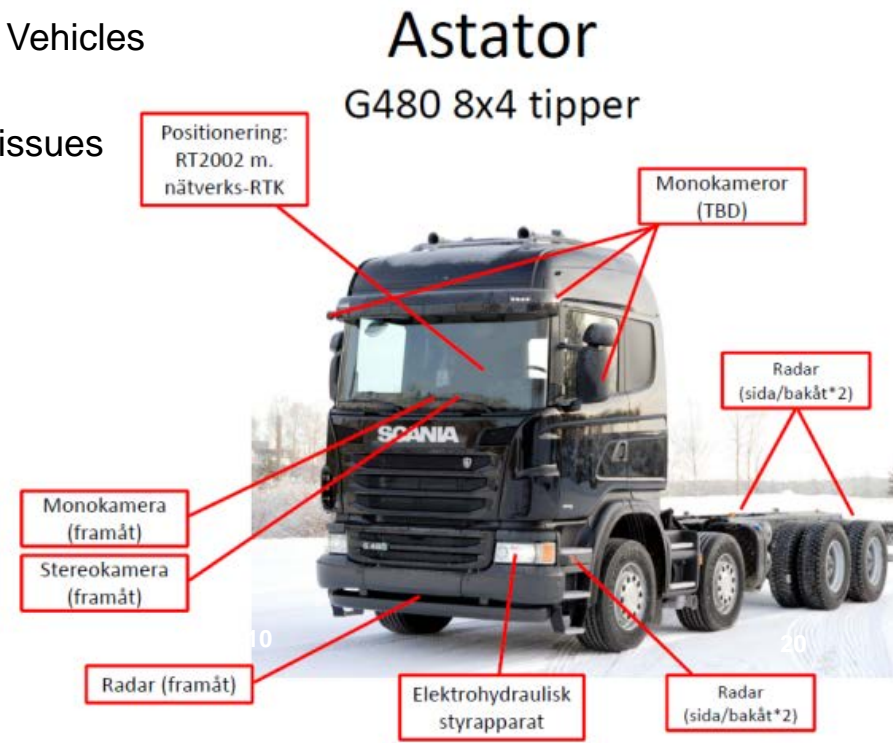 Vehicles
Astator
G480 8x4 tipper
issues
Positionering:
RT2002 m.
nätverks-RTK
Monokameror
(TBD)
Radar
(sida/bakåt*2)
SCANIA
Monokamera
(framåt)
G 480
Stereokamera
(framåt)
10
20
Radar (framåt)
Elektrohydraulisk
styrapparat
Radar
(sida/bakåt*2)